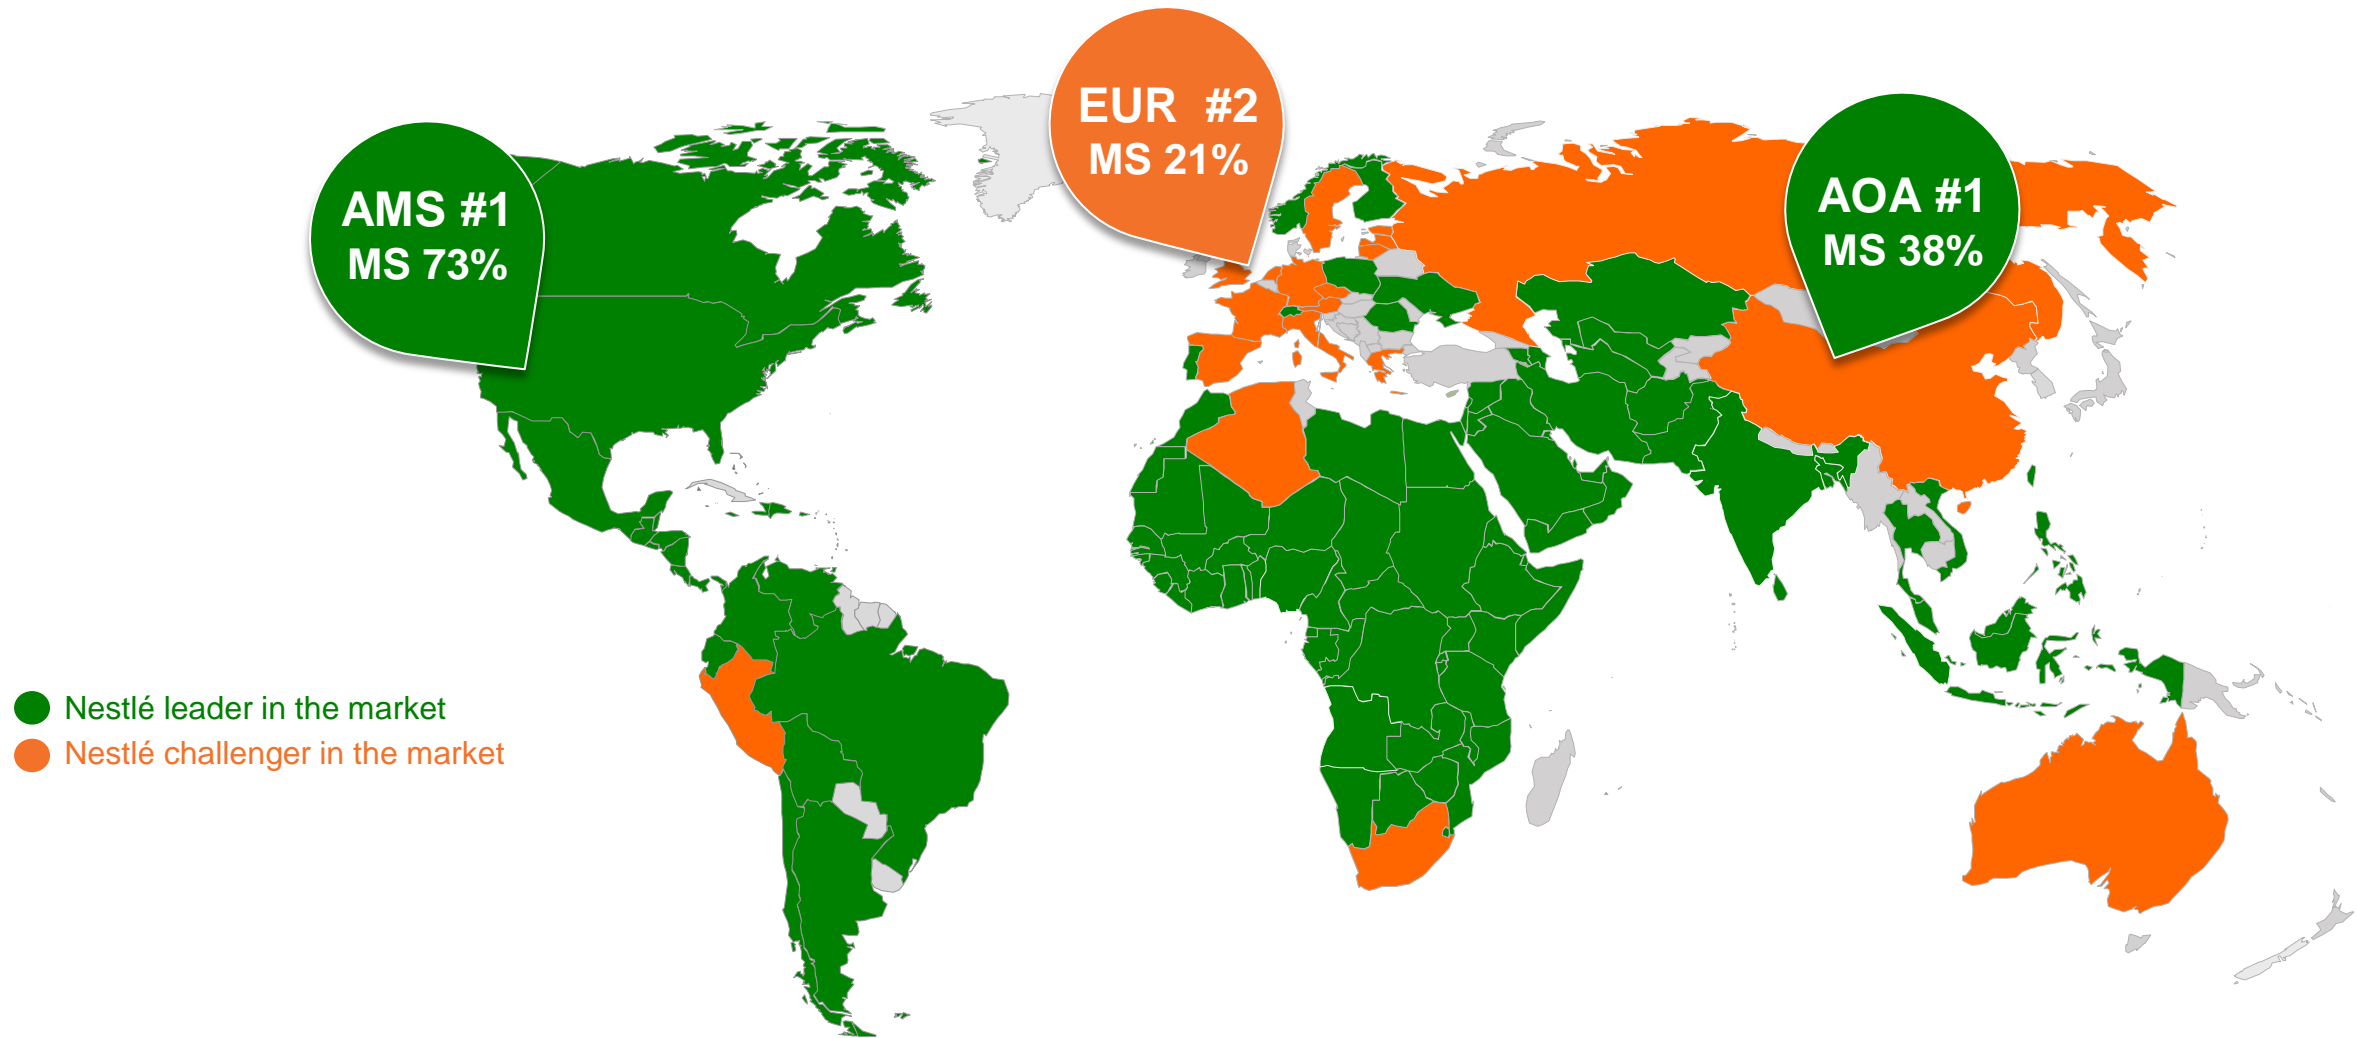 EUR #2
MS 21%
AMS #1
MS 73%
AOA #1
MS 38%
Nestlé leader in the market
Nestlé challenger in the market